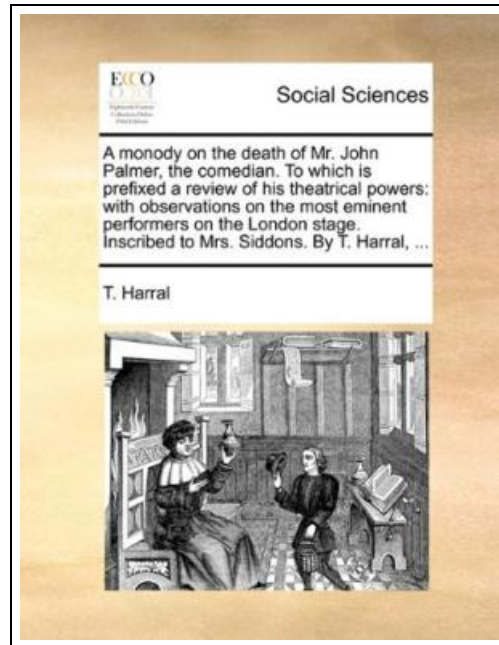 ECCO
Social Sciences
A monody on the death of Mr. John
Palmer, the comedian. To which is
prefixed a review of his theatrical powers:
with observations on the most eminent
performers on the London stage.
Inscribed to Mrs. Siddons. By T. Harral, ...
T. Harral